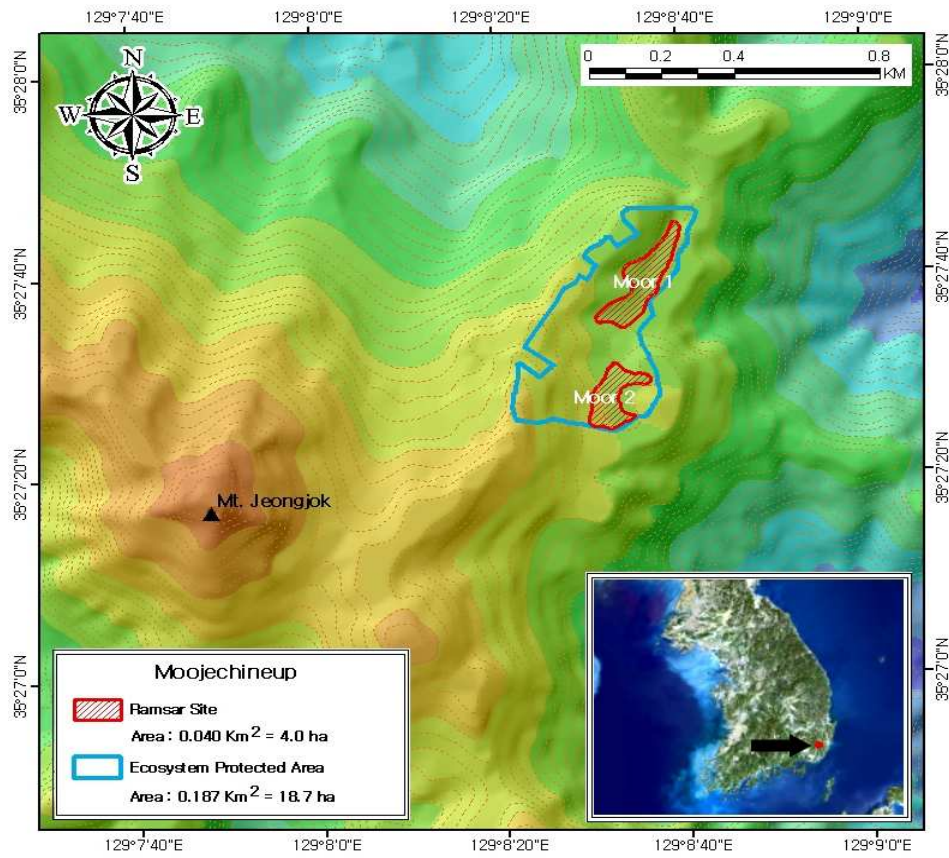 129°7'40"E 129°8'0"E 129°8'20"E 129°8'40"E 129°9'0"E
0 0.2 0.4 0.8
KM
N
W E
S
35°28'0"N 35°28'0"N
35°27'40"N 35°27'40"N
Moor 1
Moor 2
35°27'20"N 35°27'20"N
Mt. Jeongjok
35°27'0"N 35°27'0"N
Moojechineup
Ramsar Site
Area : 0.040 Km² = 4.0 ha
Ecosystem Protected Area
Area : 0.187 Km² = 18.7 ha
129°7'40"E 129°8'0"E 129°8'20"E 129°8'40"E 129°9'0"E